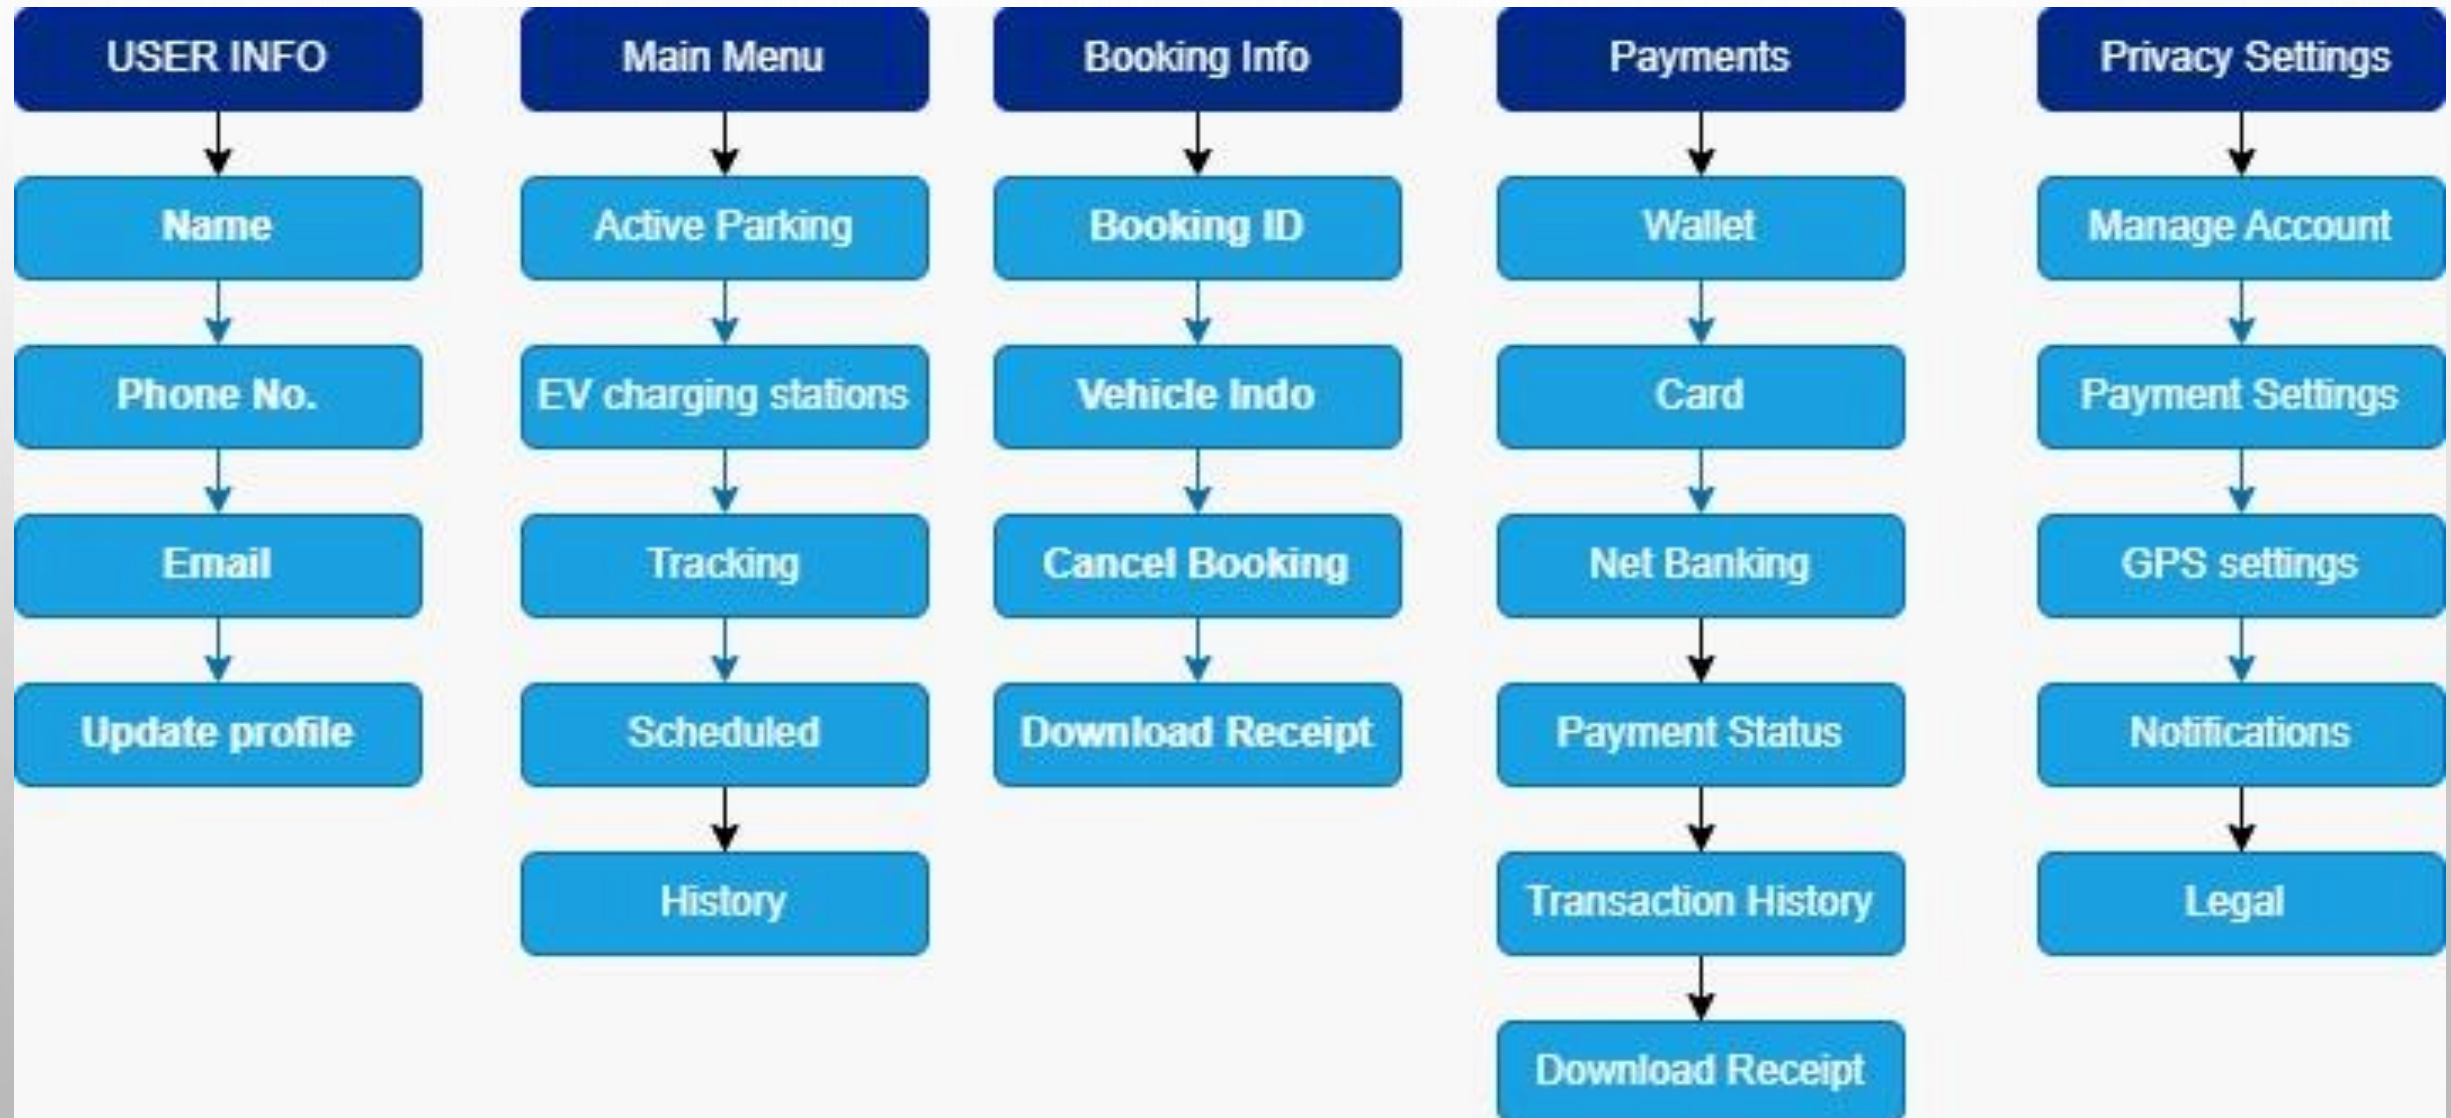 USER INFO
Name
Phone No.
Email
Update profile
Main Menu
Active Parking
EV charging stations
Tracking
Scheduled
History
Booking Info
Booking ID
Vehicle Indo
Cancel Booking
Download Receipt
Payments
Wallet
Card
Net Banking
Payment Status
Transaction History
Download Receipt
Privacy Settings
Manage Account
Payment Settings
GPS settings
Notifications
Legal